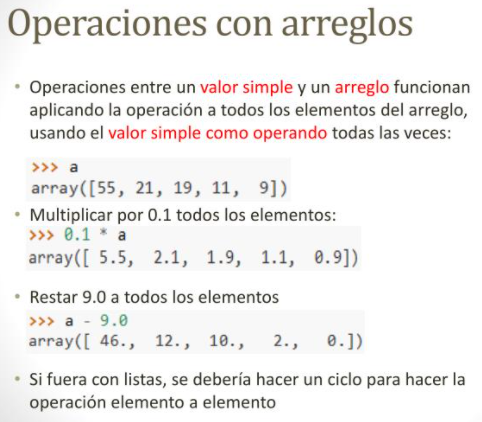 Operaciones con arreglos
• Operaciones entre un valor simple y un arreglo funcionan
aplicando la operación a todos los elementos del arreglo,
usando el valor simple como operando todas las veces:
>>> a
array([55, 21, 19, 11,  9])
• Multiplicar por 0.1 todos los elementos:
>>> 0.1 * a
array([ 5.5,  2.1,  1.9,  1.1,  0.9])
• Restar 9.0 a todos los elementos
>>> a - 9.0
array([ 46.,  12.,  10.,   2.,   0.])
• Si fuera con listas, se debería hacer un ciclo para hacer la
operación elemento a elemento